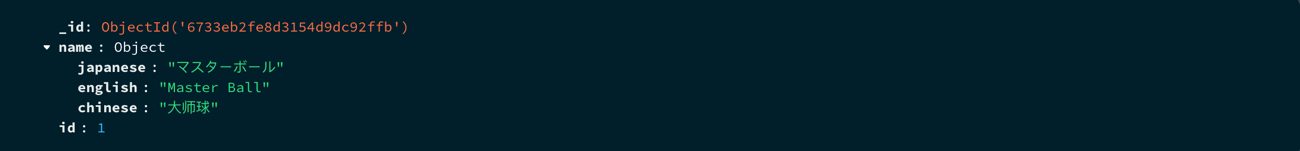 _id: ObjectId('6733eb2fe8d3154d9dc92ffb')
name : Object
japanese : "マスターボール"
english : "Master Ball"
chinese : "大师球"
id : 1